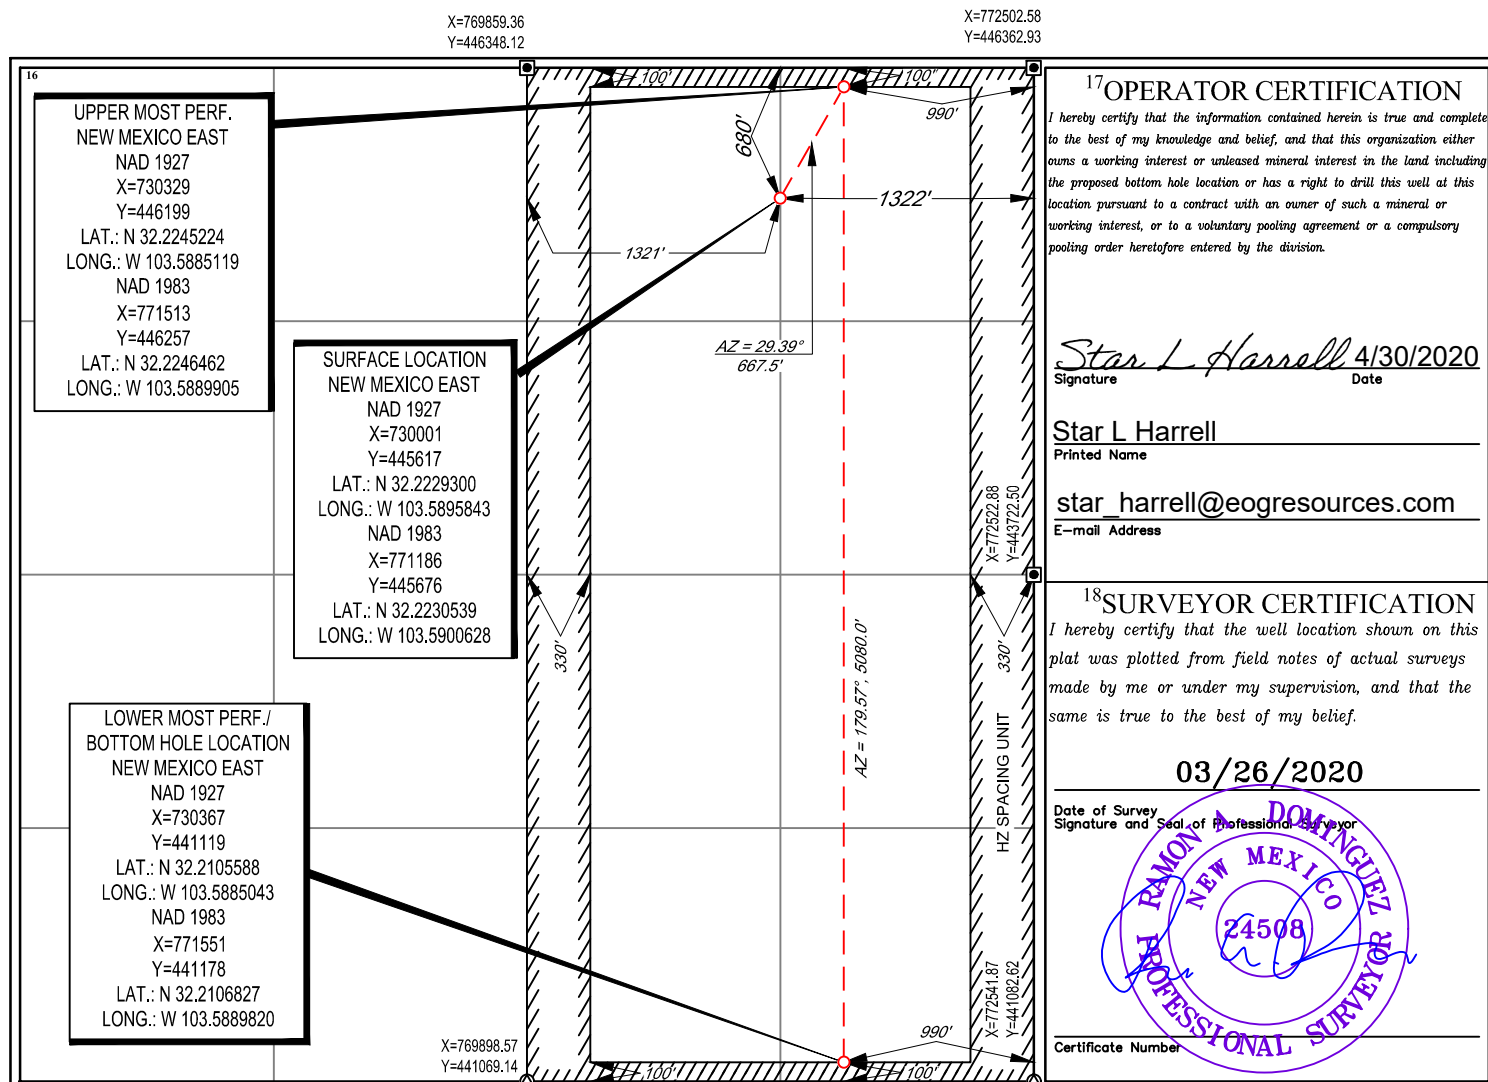 X=769859.36
Y=446348.12
X=772502.58
Y=446362.93
16
100'
100"
990'
680'
1322'
1321'
AZ = 29.39°
667.5'
UPPER MOST PERF.
NEW MEXICO EAST
NAD 1927
X=730329
Y=446199
LAT.: N 32.2245224
LONG.: W 103.5885119
NAD 1983
X=771513
Y=446257
LAT.: N 32.2246462
LONG.: W 103.5889905
SURFACE LOCATION
NEW MEXICO EAST
NAD 1927
X=730001
Y=445617
LAT.: N 32.2229300
LONG.: W 103.5895843
NAD 1983
X=771186
Y=445676
LAT.: N 32.2230539
LONG.: W 103.5900628
X=772522.88
Y=443722.50
330'
330'
AZ = 179.57°, 5080.0'
HZ SPACING UNIT
LOWER MOST PERF./
BOTTOM HOLE LOCATION
NEW MEXICO EAST
NAD 1927
X=730367
Y=441119
LAT.: N 32.2105588
LONG.: W 103.5885043
NAD 1983
X=771551
Y=441178
LAT.: N 32.2106827
LONG.: W 103.5889820
X=772541.87
Y=441082.62
990'
X=769898.57
Y=441069.14
100'
100'
17OPERATOR CERTIFICATION
I hereby certify that the information contained herein is true and complete
to the best of my knowledge and belief, and that this organization either
owns a working interest or unleased mineral interest in the land including
the proposed bottom hole location or has a right to drill this well at this
location pursuant to a contract with an owner of such a mineral or
working interest, or to a voluntary pooling agreement or a compulsory
pooling order heretofore entered by the division.
Star L Harrell 4/30/2020
Signature Date
Star L Harrell
Printed Name
star_harrell@eogresources.com
E-mail Address
18SURVEYOR CERTIFICATION
I hereby certify that the well location shown on this
plat was plotted from field notes of actual surveys
made by me or under my supervision, and that the
same is true to the best of my belief.
03/26/2020
Date of Survey
Signature and Seal of Professional Surveyor
RAMON A. DOMINGUEZ
NEW MEXICO
24508
PROFESSIONAL SURVEYOR
Certificate Number